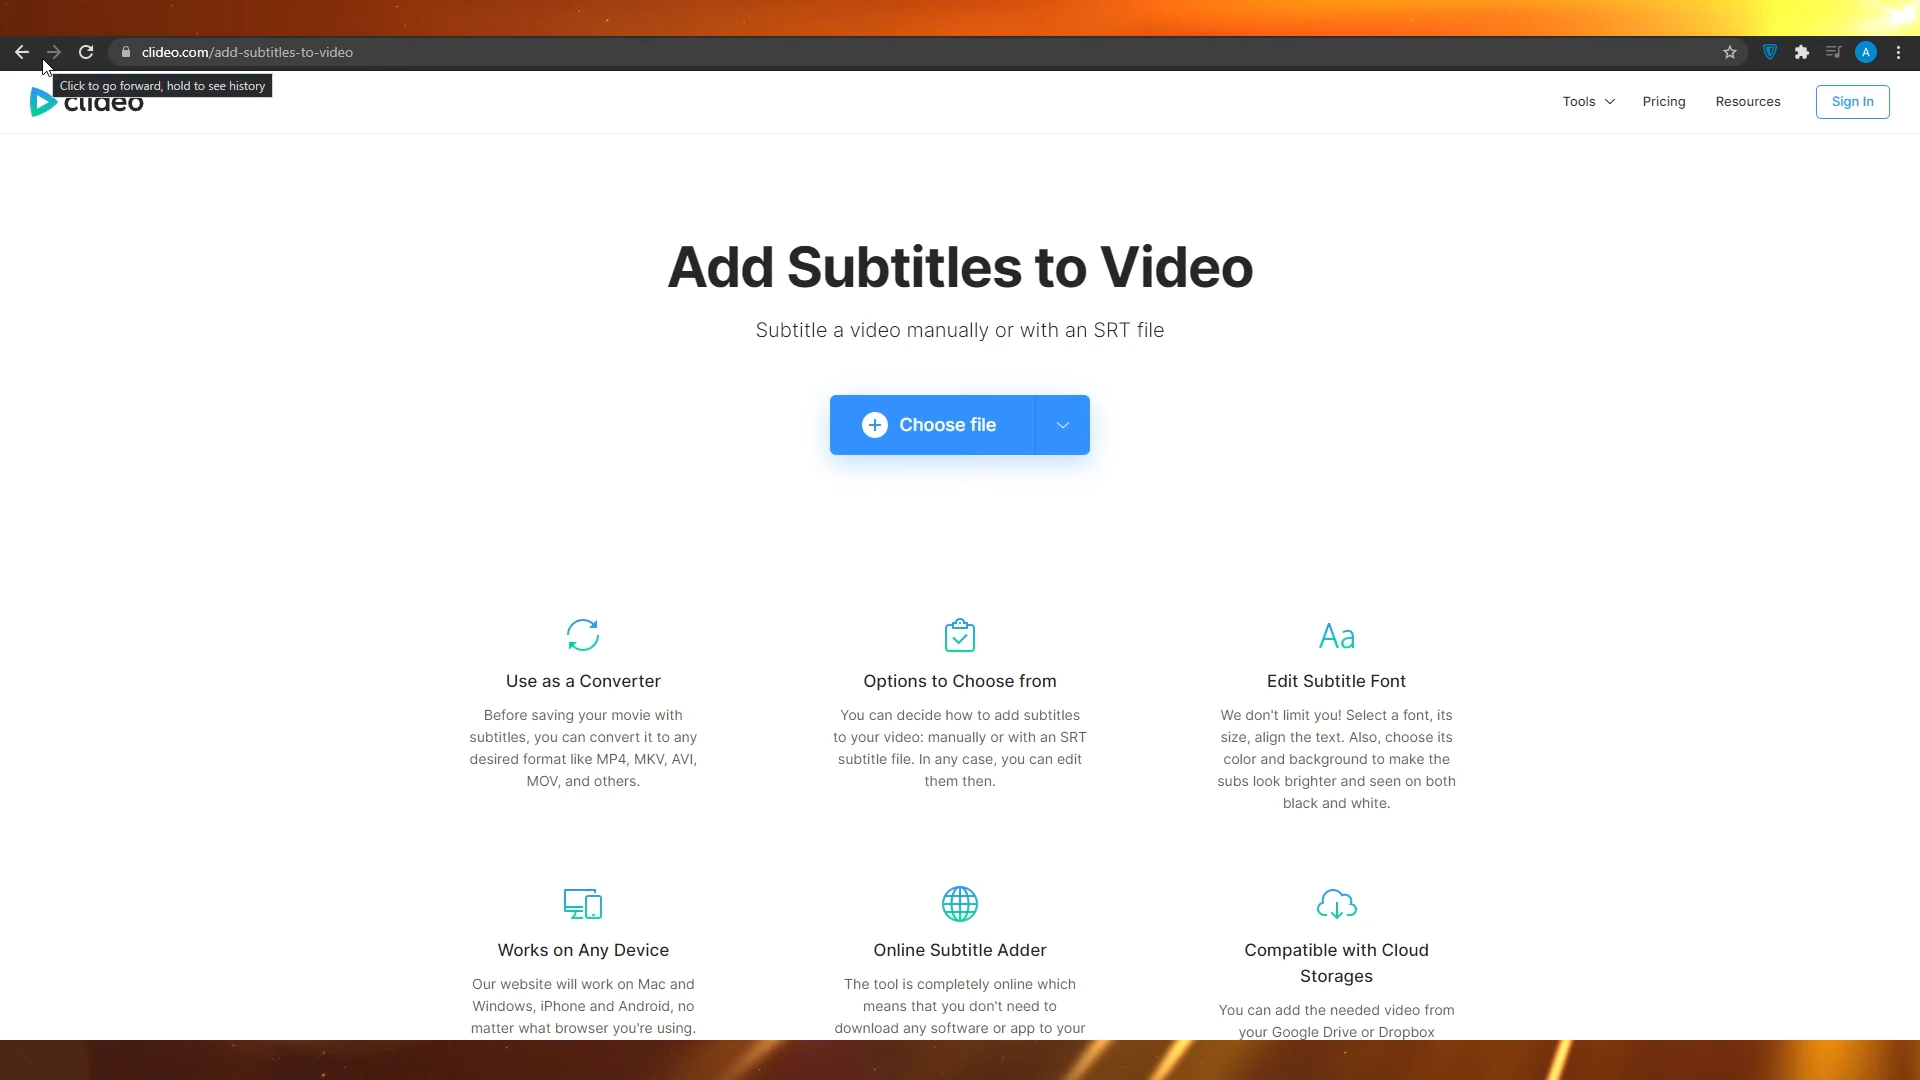 clideo.com/add-subtitles-to-video
A
Click to go forward, hold to see history
clideo
Tools
Pricing
Resources
Sign In
Add Subtitles to Video
Subtitle a video manually or with an SRT file
Choose file
Aa
Use as a Converter
Before saving your movie with
subtitles, you can convert it to any
desired format like MP4, MKV, AVI,
MOV, and others.
Options to Choose from
You can decide how to add subtitles
to your video: manually or with an SRT
subtitle file. In any case, you can edit
them then.
Edit Subtitle Font
We don't limit you! Select a font, its
size, align the text. Also, choose its
color and background to make the
subs look brighter and seen on both
black and white.
Works on Any Device
Our website will work on Mac and
Windows, iPhone and Android, no
matter what browser you're using.
Online Subtitle Adder
The tool is completely online which
means that you don't need to
download any software or app to your
Compatible with Cloud
Storages
You can add the needed video from
your Google Drive or Dropbox